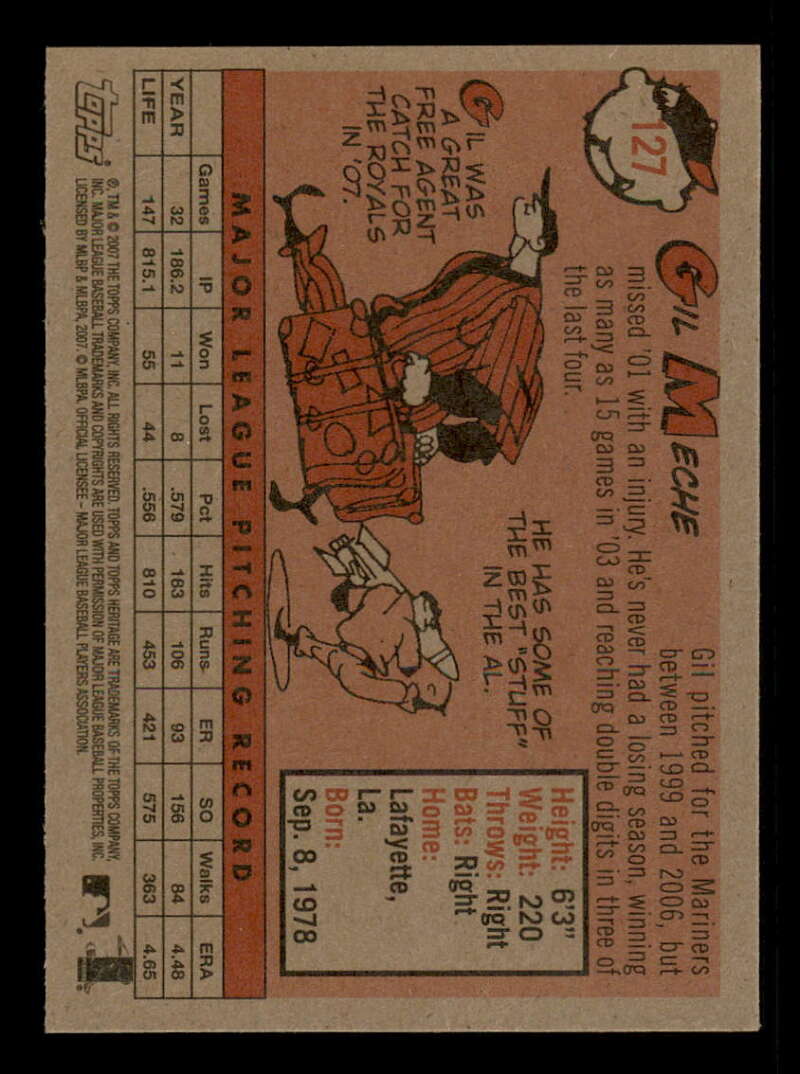 127
GIL MECHE
Gil pitched for the Mariners
between 1999 and 2006, but
missed '01 with an injury. He's never had a losing season, winning
as many as 15 games in '03 and reaching double digits in three of
the last four.
GIL WAS
A GREAT
FREE AGENT
CATCH FOR
THE ROYALS
IN '07.
HE HAS SOME OF
THE BEST "STUFF"
IN THE AL.
Height: 6'3"
Weight: 220
Throws: Right
Bats: Right
Home:
Lafayette,
La.
Born:
Sep. 8, 1978
MAJOR LEAGUE PITCHING RECORD
Games IP Won Lost Pct Hits Runs ER SO Walks ERA
YEAR 32 186.2 11 8 .579 183 106 93 156 84 4.48
LIFE 147 815.1 55 44 .556 810 453 421 575 363 4.65
topps
®, TM & © 2007 THE TOPPS COMPANY, INC. ALL RIGHTS RESERVED. TOPPS AND TOPPS HERITAGE ARE TRADEMARKS OF THE TOPPS COMPANY,
INC. MAJOR LEAGUE BASEBALL TRADEMARKS AND COPYRIGHTS ARE USED WITH PERMISSION OF MAJOR LEAGUE BASEBALL PROPERTIES, INC.
LICENSED BY MLBP & MLBPA, 2007. © MLBPA, OFFICIAL LICENSEE – MAJOR LEAGUE BASEBALL PLAYERS ASSOCIATION.